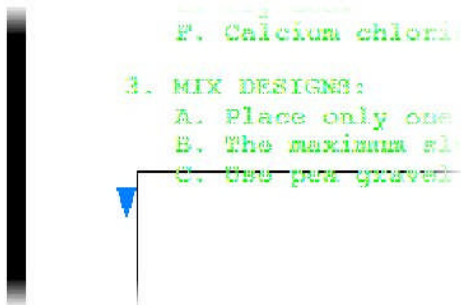 F. Calcium chlori
3. MIX DESIGNS:
A. Place only one
B. The maximum sl
C. Use pea gravel